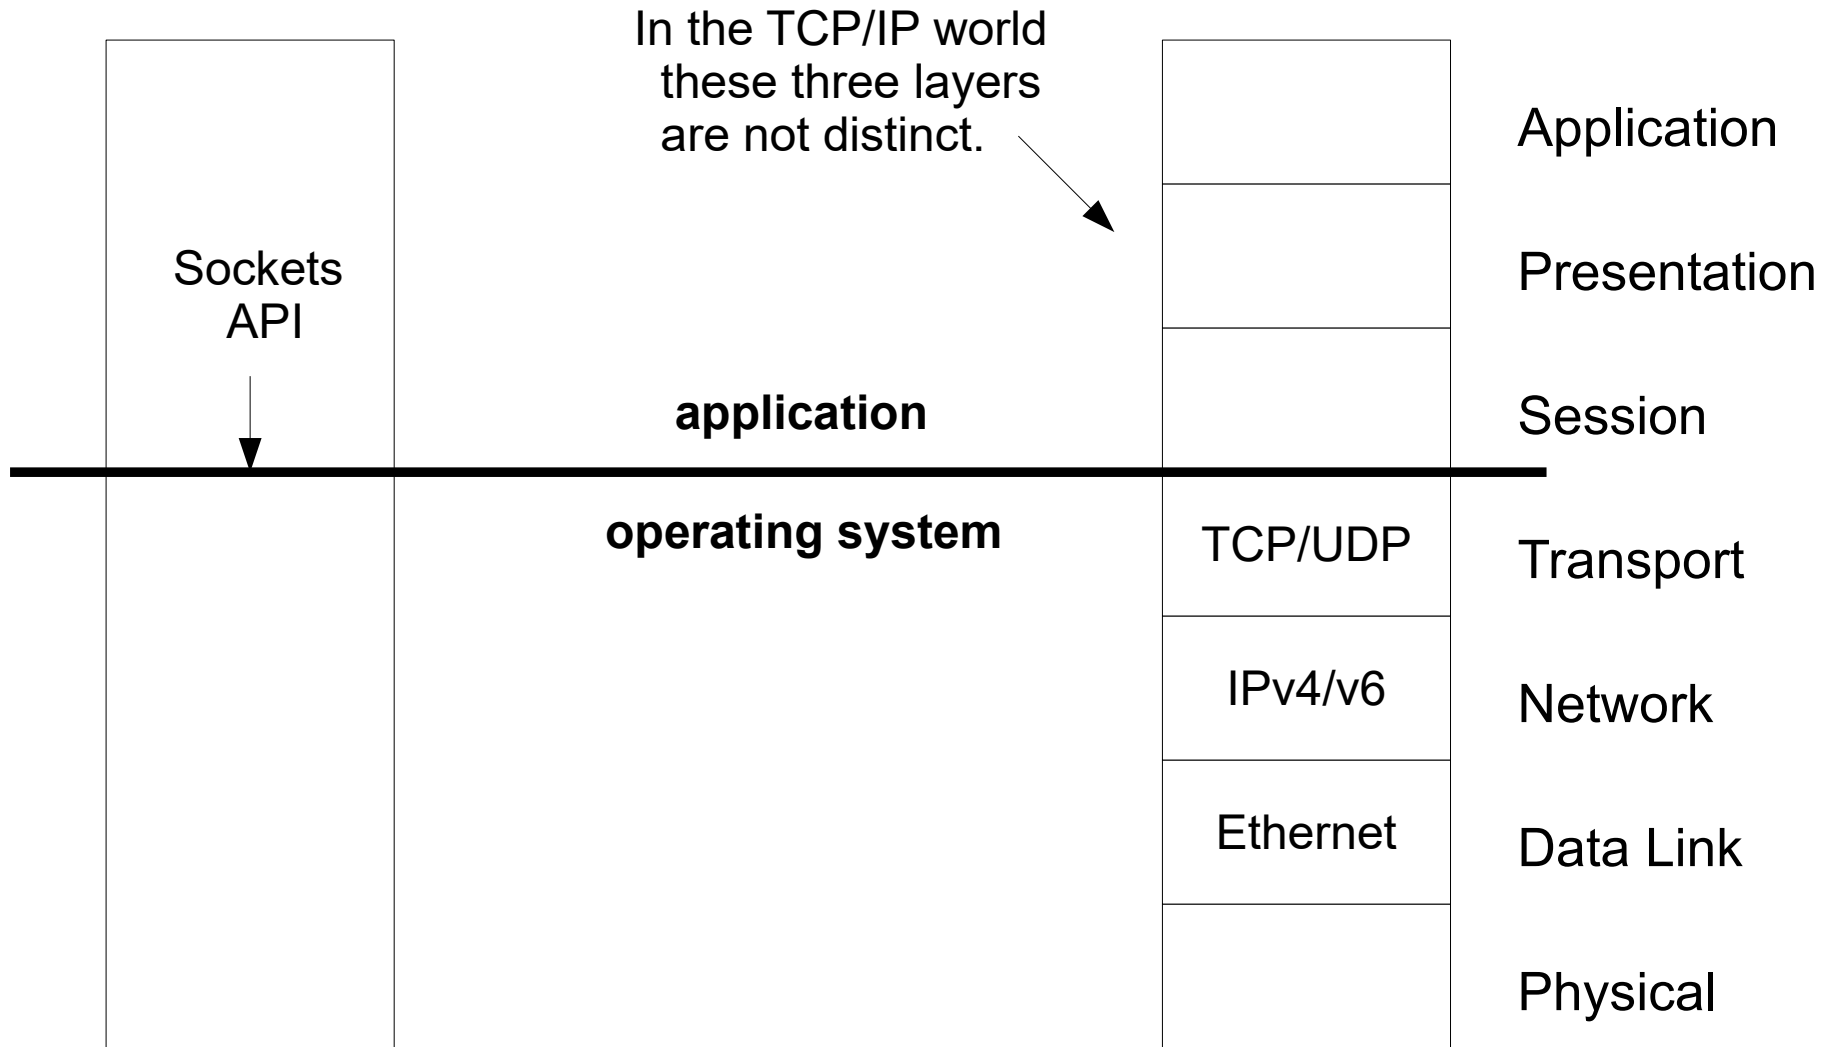 In the TCP/IP world
these three layers
are not distinct.
Application
Presentation
Sockets
API
application
Session
operating system
TCP/UDP
Transport
IPv4/v6
Network
Ethernet
Data Link
Physical